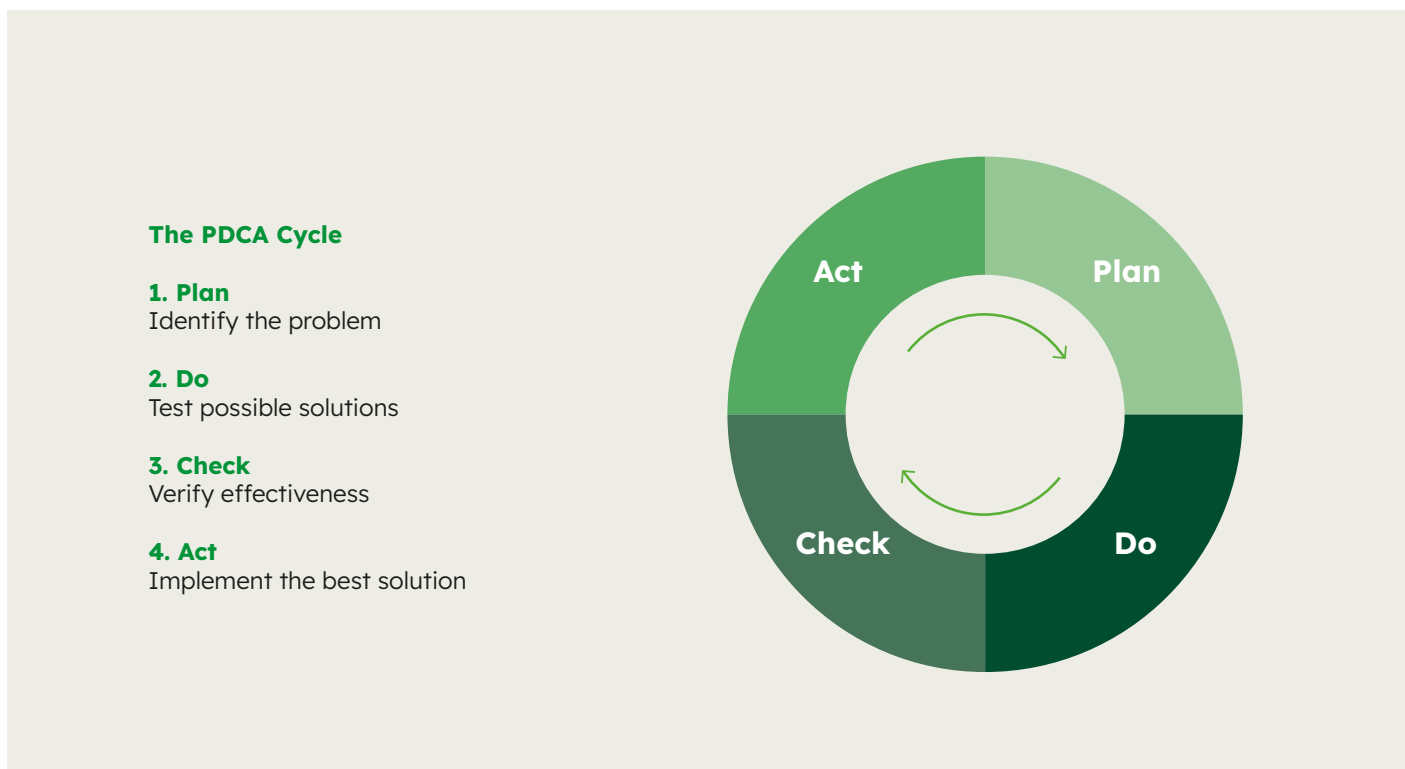 The PDCA Cycle
1. Plan
Identify the problem
2. Do
Test possible solutions
3. Check
Verify effectiveness
4. Act
Implement the best solution
Act
Plan
Check
Do